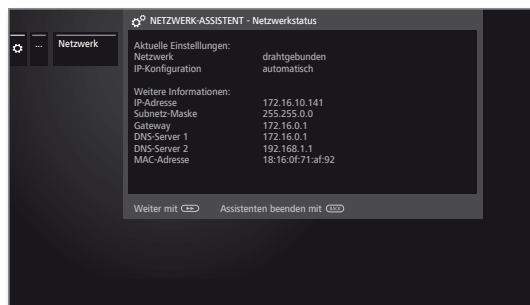 NETZWERK-ASSISTENT - Netzwerkstatus
... Netzwerk
Aktuelle Einstelllungen:
Netzwerk drahtgebunden
IP-Konfiguration automatisch
Weitere Informationen:
IP-Adresse 172.16.10.141
Subnetz-Maske 255.255.0.0
Gateway 172.16.0.1
DNS-Server 1 172.16.0.1
DNS-Server 2 192.168.1.1
MAC-Adresse 18:16:0f:71:af:92
Weiter mit Assistenten beenden mit BACK